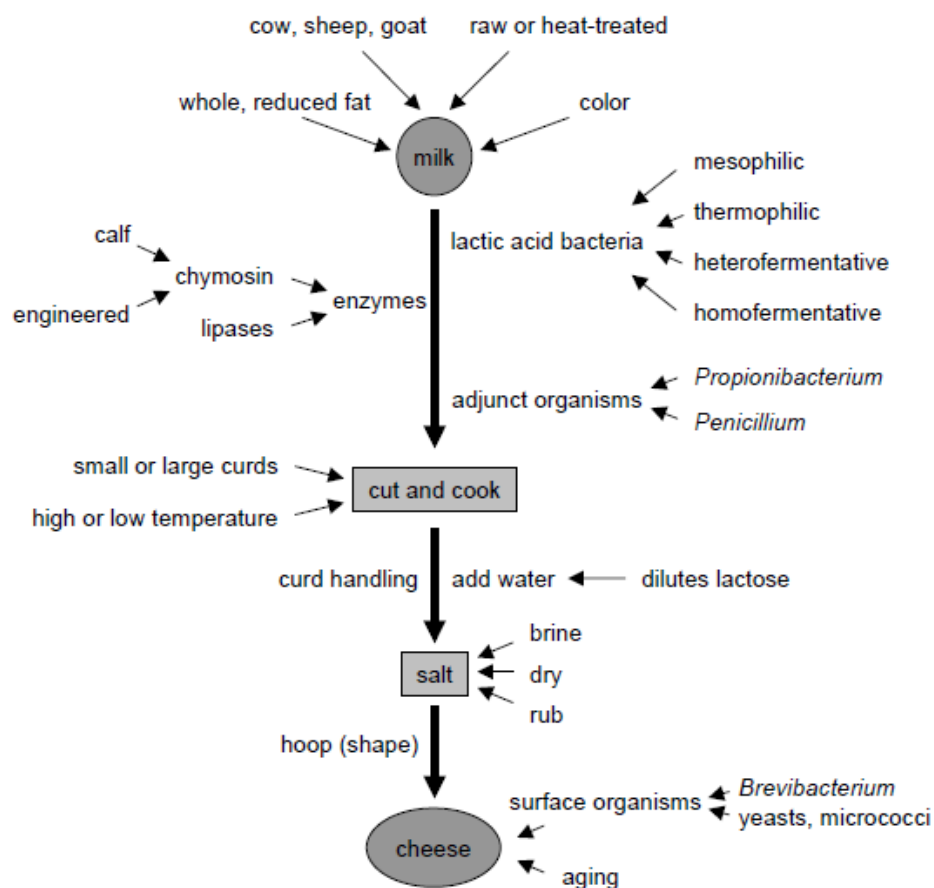 cow, sheep, goat
raw or heat-treated
whole, reduced fat
color
milk
mesophilic
thermophilic
lactic acid bacteria
heterofermentative
homofermentative
calf
chymosin
engineered
lipases
enzymes
Propionibacterium
adjunct organisms
Penicillium
small or large curds
cut and cook
high or low temperature
curd handling
add water
dilutes lactose
brine
salt
dry
rub
hoop (shape)
surface organisms
Brevibacterium
yeasts, micrococci
cheese
aging